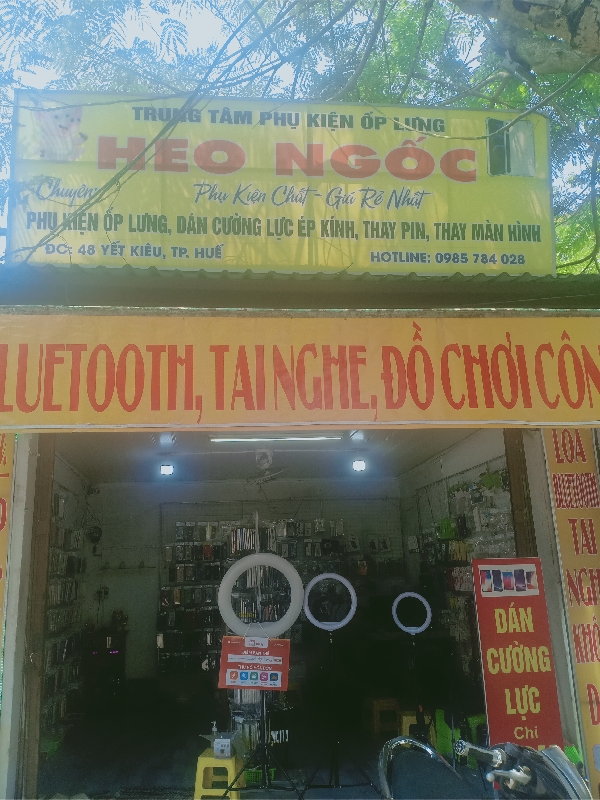 TRUNG TÂM PHỤ KIỆN ỐP LƯNG
HEO NGỐC
Chuyên:
Phụ Kiện Chất - Giá Rẻ Nhất
PHỤ KIỆN ỐP LƯNG, DÁN CƯỜNG LỰC ÉP KÍNH, THAY PIN, THAY MÀN HÌNH
ĐC: 48 YẾT KIÊU, TP. HUẾ
HOTLINE: 0985 784 028
LUETOOTH, TAI NGHE, ĐỒ CHƠI CÔN
LOA
TAI
NGHE
KHÔ
Đ
DÁN
CƯỜNG
LỰC
Chỉ